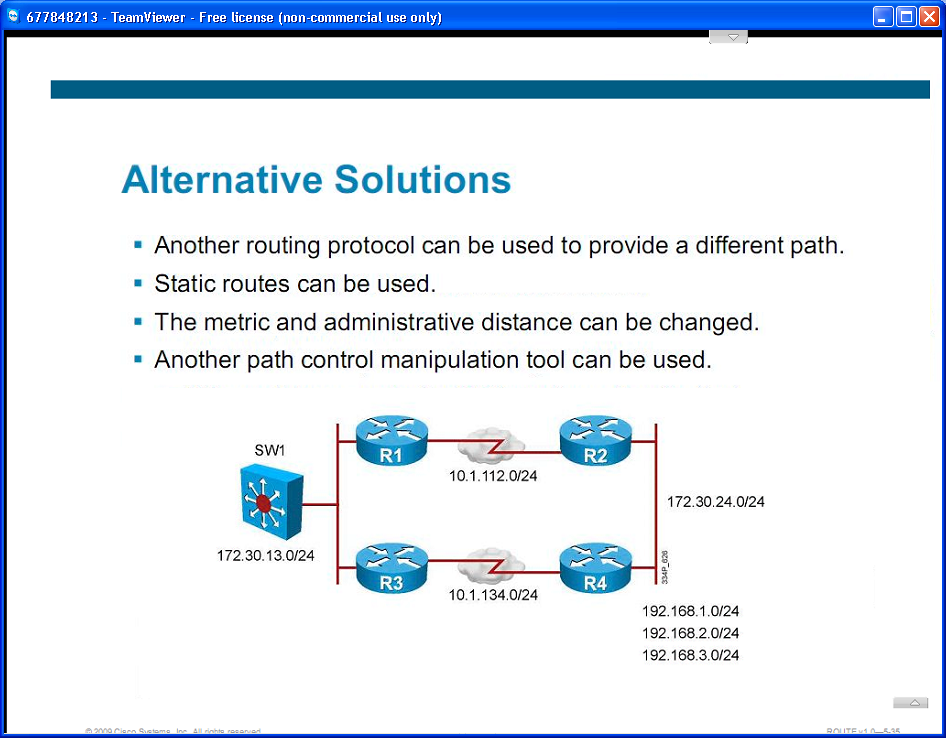 677848213 - TeamViewer - Free license (non-commercial use only)
Alternative Solutions
Another routing protocol can be used to provide a different path.
Static routes can be used.
The metric and administrative distance can be changed.
Another path control manipulation tool can be used.
SW1
172.30.13.0/24
R1
10.1.112.0/24
R2
172.30.24.0/24
R3
10.1.134.0/24
R4
334P_626
192.168.1.0/24
192.168.2.0/24
192.168.3.0/24
© 2009 Cisco Systems, Inc. All rights reserved.
ROUTE v1.0—5-35